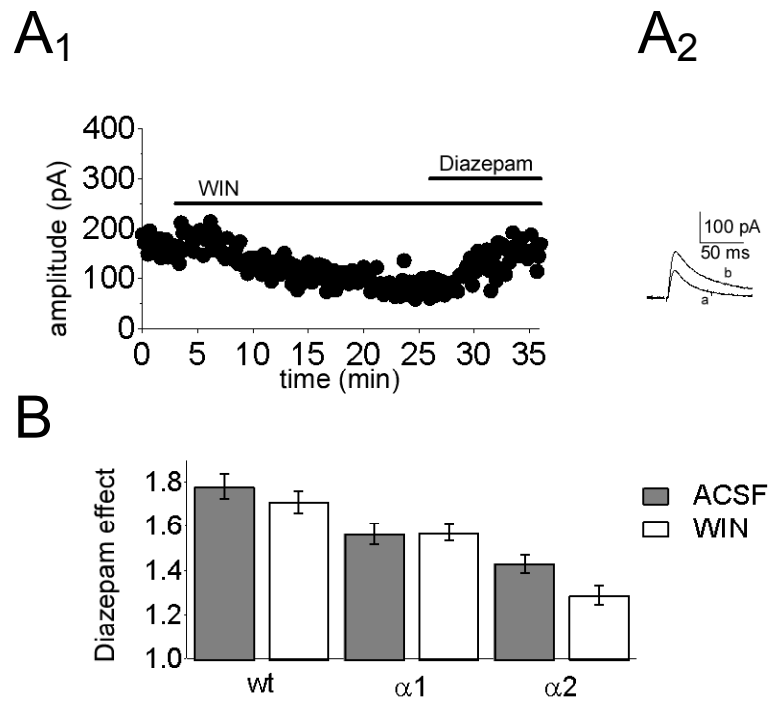 A1
A2
400
300
200
100
0
amplitude (pA)
WIN
Diazepam
0 5 10 15 20 25 30 35
time (min)
100 pA
50 ms
b
a
B
Diazepam effect
1.8
1.6
1.4
1.2
1.0
wt α1 α2
ACSF
WIN